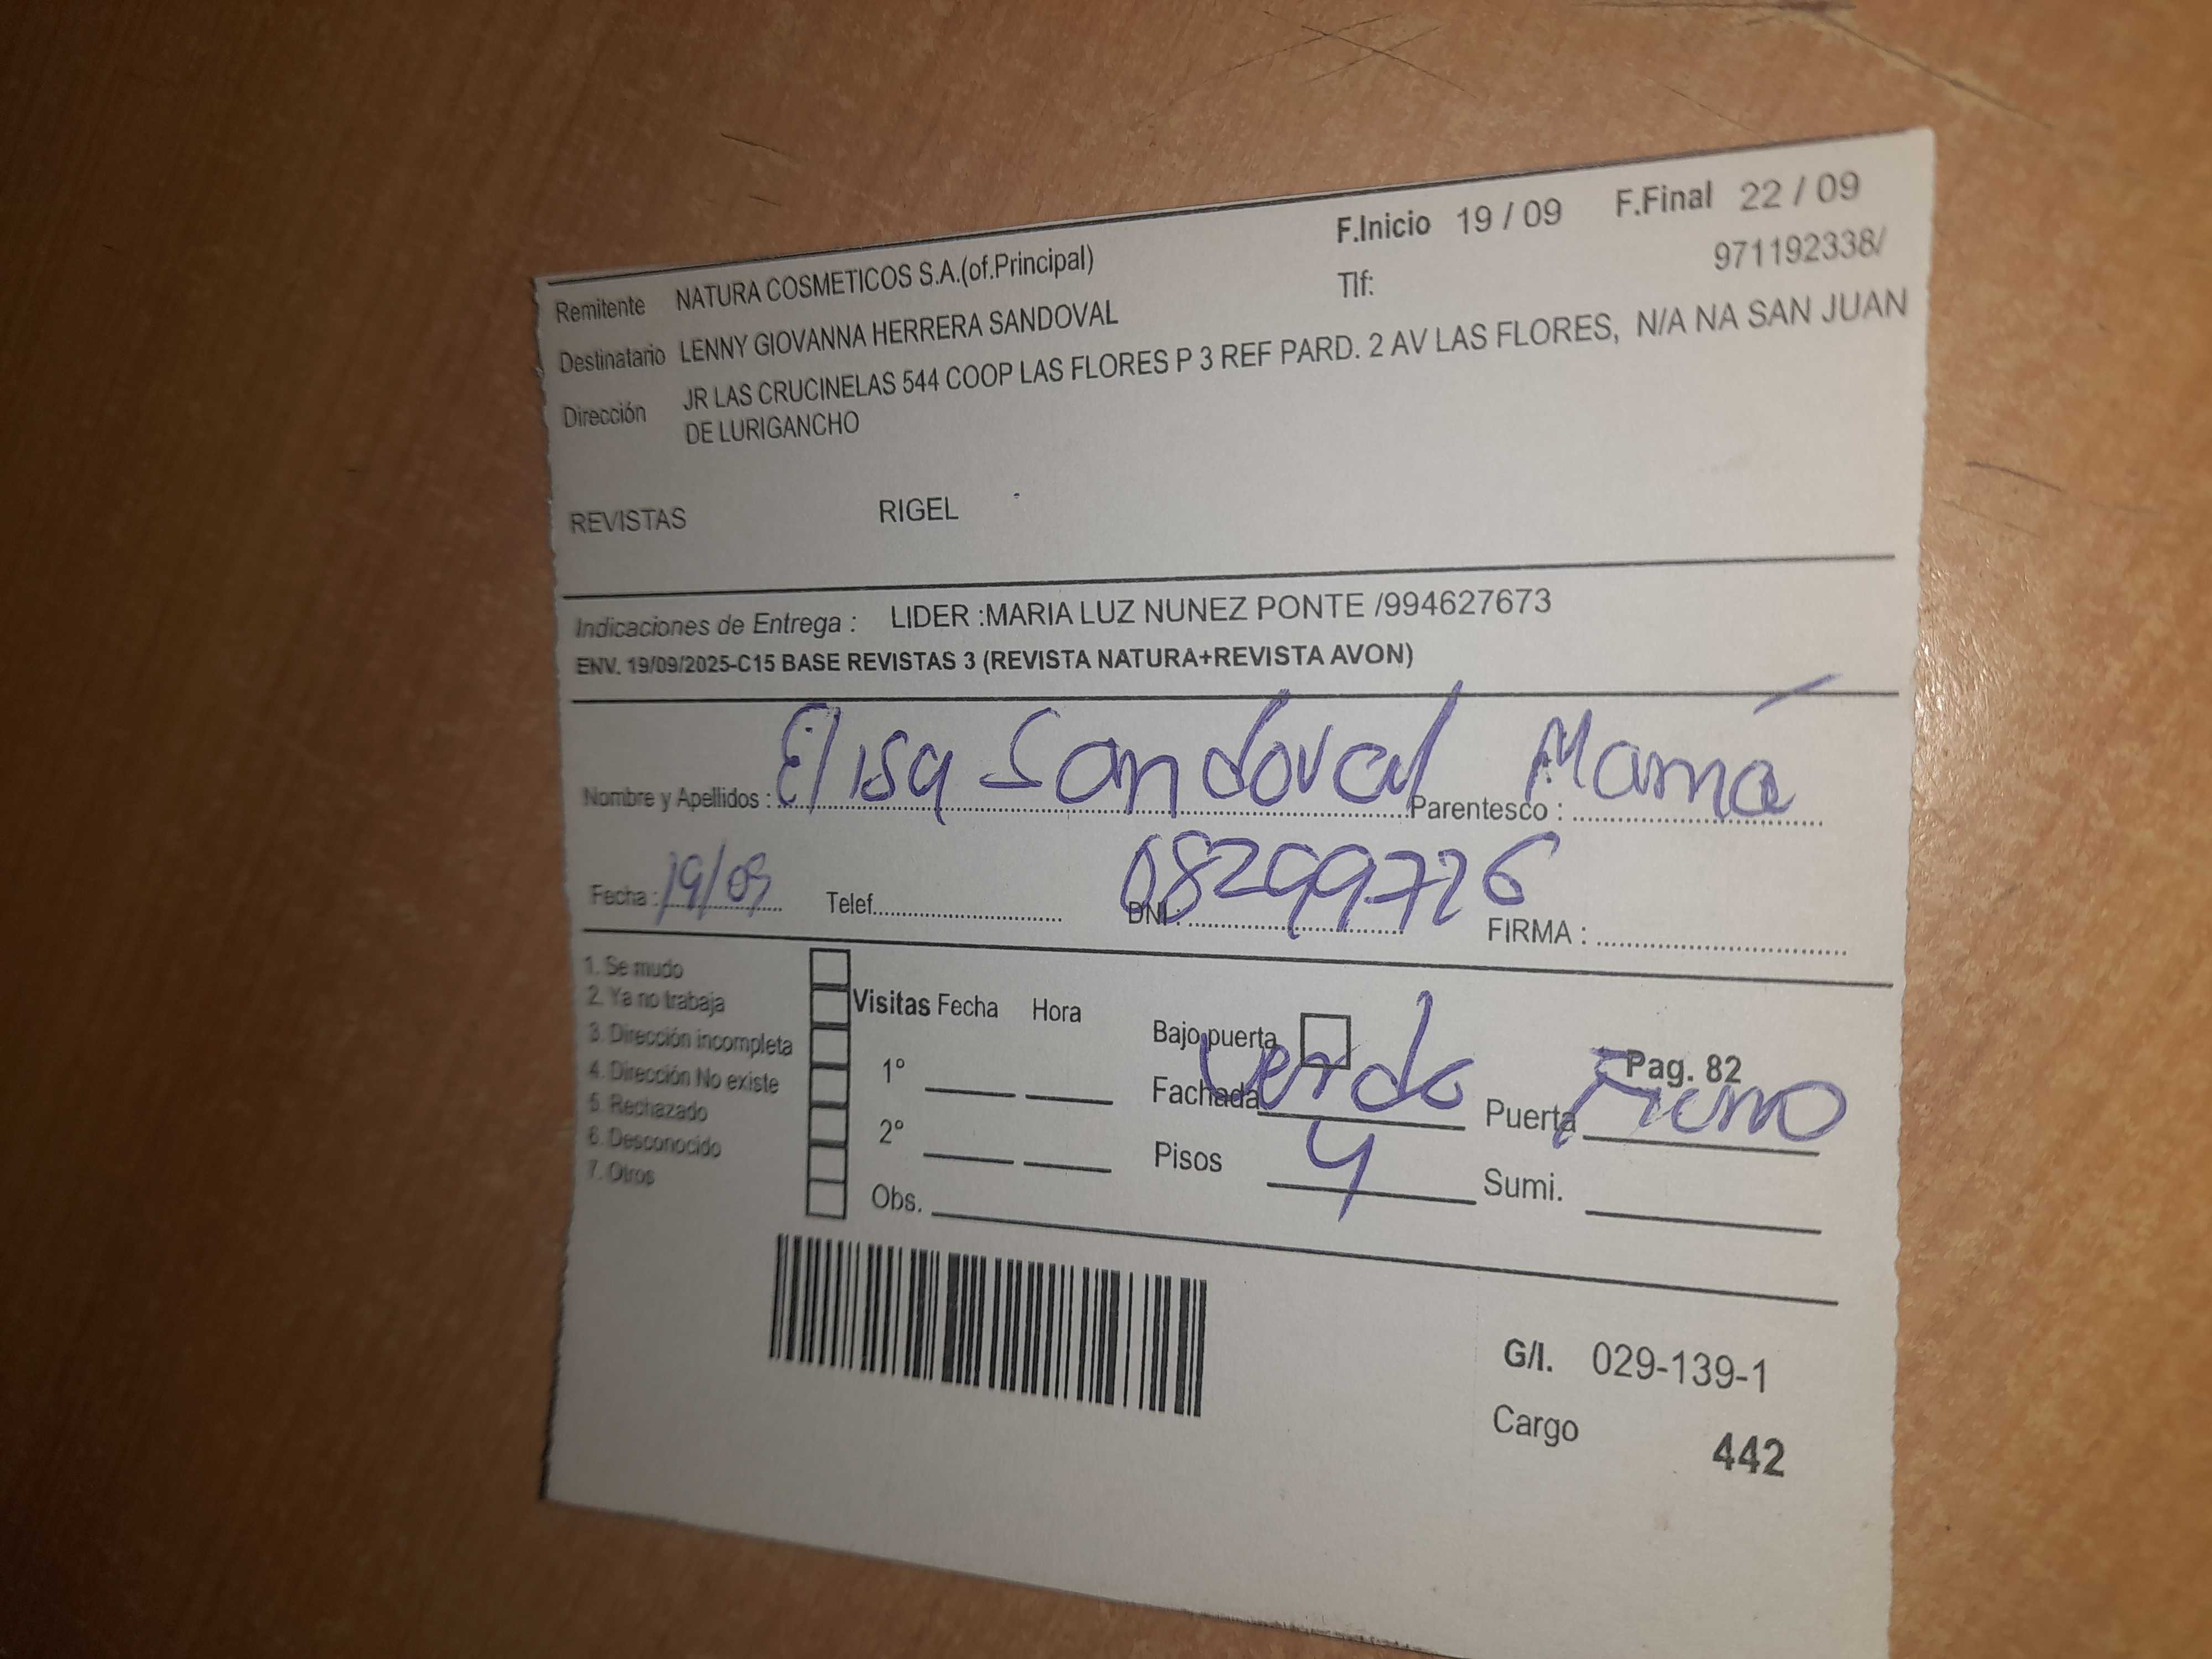 F.Inicio 19 / 09 F.Final 22 / 09
Remitente NATURA COSMETICOS S.A.(of.Principal) Tlf: 971192338/
Destinatario LENNY GIOVANNA HERRERA SANDOVAL
Dirección JR LAS CRUCINELAS 544 COOP LAS FLORES P 3 REF PARD. 2 AV LAS FLORES, N/A NA SAN JUAN
DE LURIGANCHO
REVISTAS RIGEL
Indicaciones de Entrega : LIDER :MARIA LUZ NUNEZ PONTE /994627673
ENV. 19/09/2025-C15 BASE REVISTAS 3 (REVISTA NATURA+REVISTA AVON)
Nombre y Apellidos : Elisa Sandoval Parentesco : Mamá
Fecha : 19/09 Telef. DNI : 08299726 FIRMA :
1. Se mudo
2. Ya no trabaja
3. Dirección incompleta
4. Dirección No existe
5. Rechazado
6. Desconocido
7. Otros
Visitas Fecha Hora
1º
2º
Obs.
Bajo puerta Pag. 82
Fachada Verde Puerta Fierro
Pisos 4 Sumi.
G/I. 029-139-1
Cargo 442